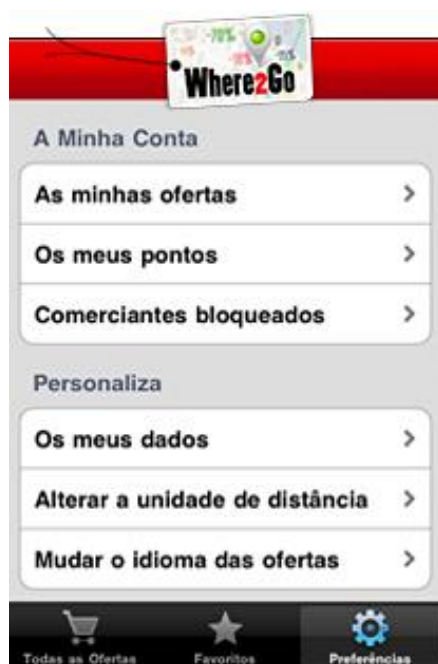 -70%
Where2Go
A Minha Conta
As minhas ofertas
Os meus pontos
Comerciantes bloqueados
Personaliza
Os meus dados
Alterar a unidade de distância
Mudar o idioma das ofertas
Todas as Ofertas
Favoritos
Preferências